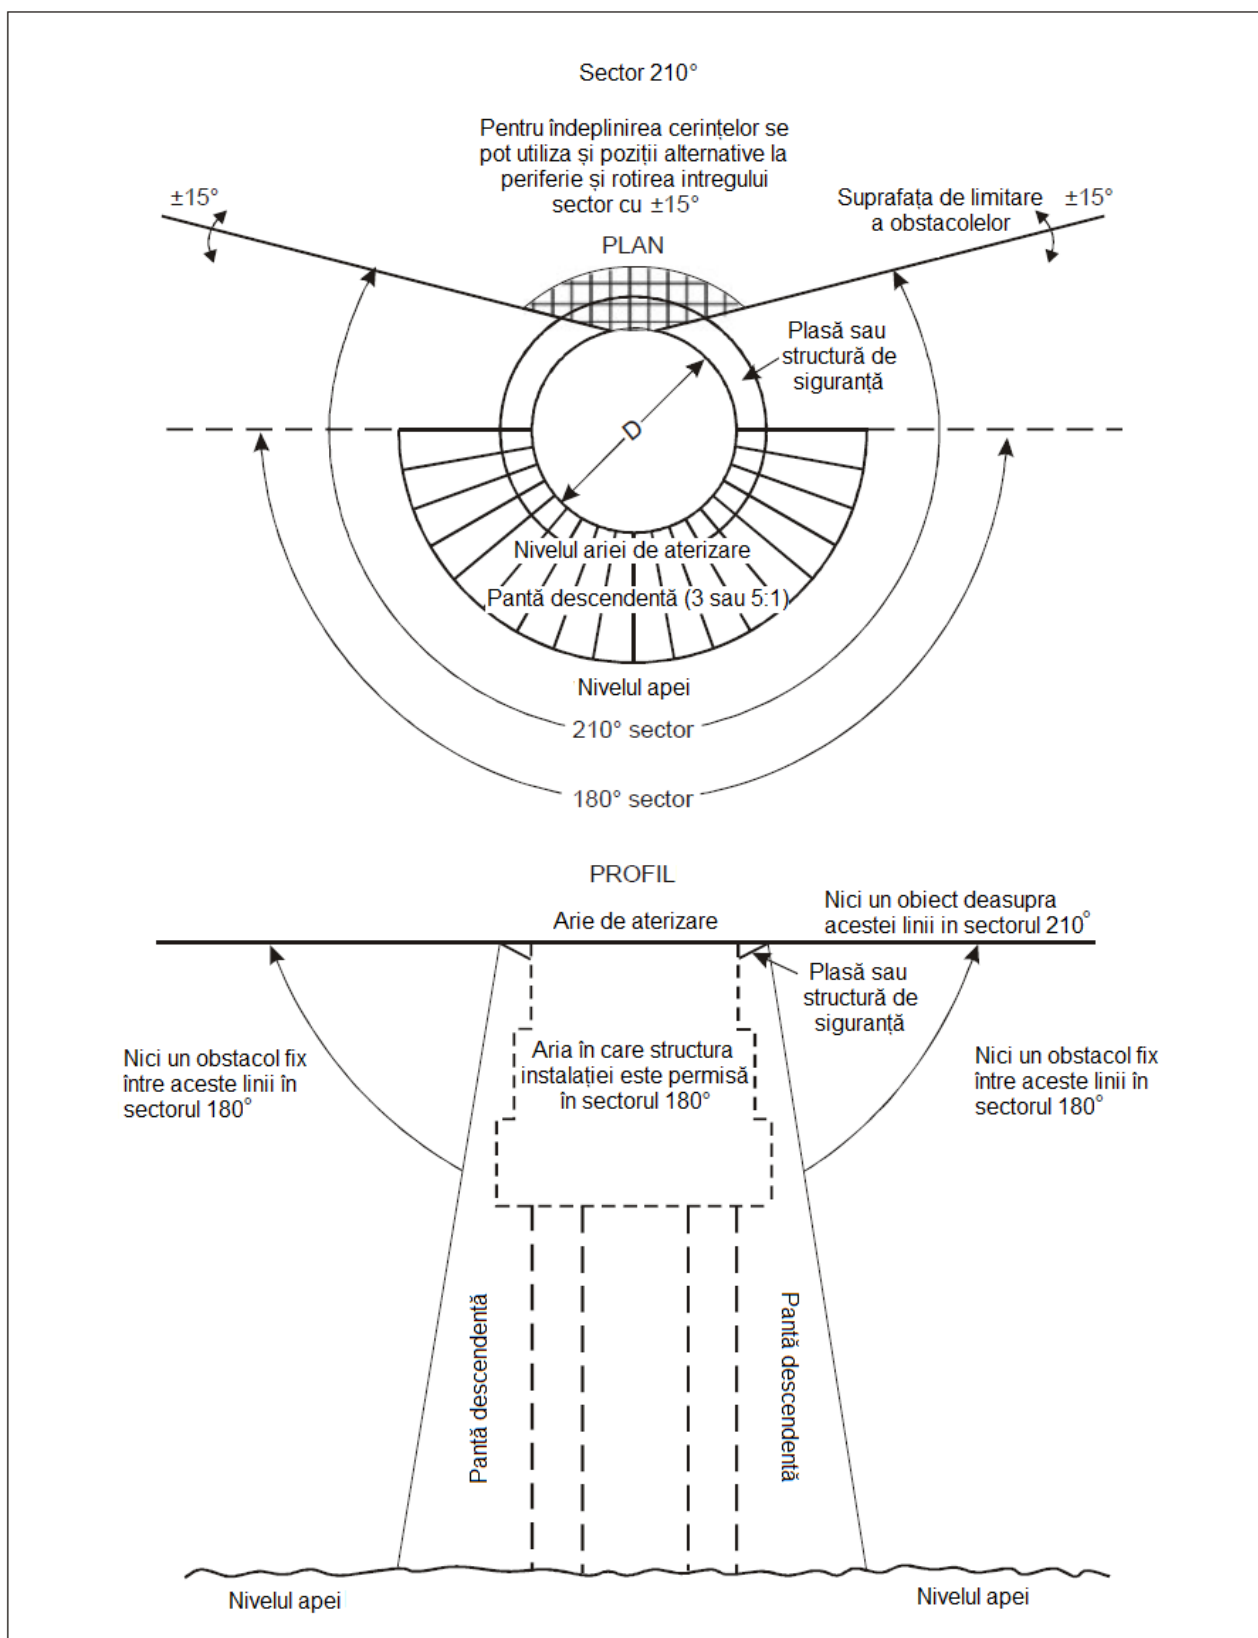 Sector 210°
Pentru îndeplinirea cerințelor se
pot utiliza și poziții alternative la
periferie și rotirea intregului
sector cu ±15°
±15°
Suprafața de limitare
a obstacolelor
±15°
PLAN
Plasă sau
structură de
siguranță
D
Nivelul ariei de aterizare
Pantă descendentă (3 sau 5:1)
Nivelul apei
210° sector
180° sector
PROFIL
Arie de aterizare
Nici un obiect deasupra
acestei linii in sectorul 210°
Plasă sau
structură de
siguranță
Nici un obstacol fix
între aceste linii în
sectorul 180°
Aria în care structura
instalației este permisă
în sectorul 180°
Nici un obstacol fix
între aceste linii în
sectorul 180°
Pantă descendentă
Pantă descendentă
Nivelul apei
Nivelul apei